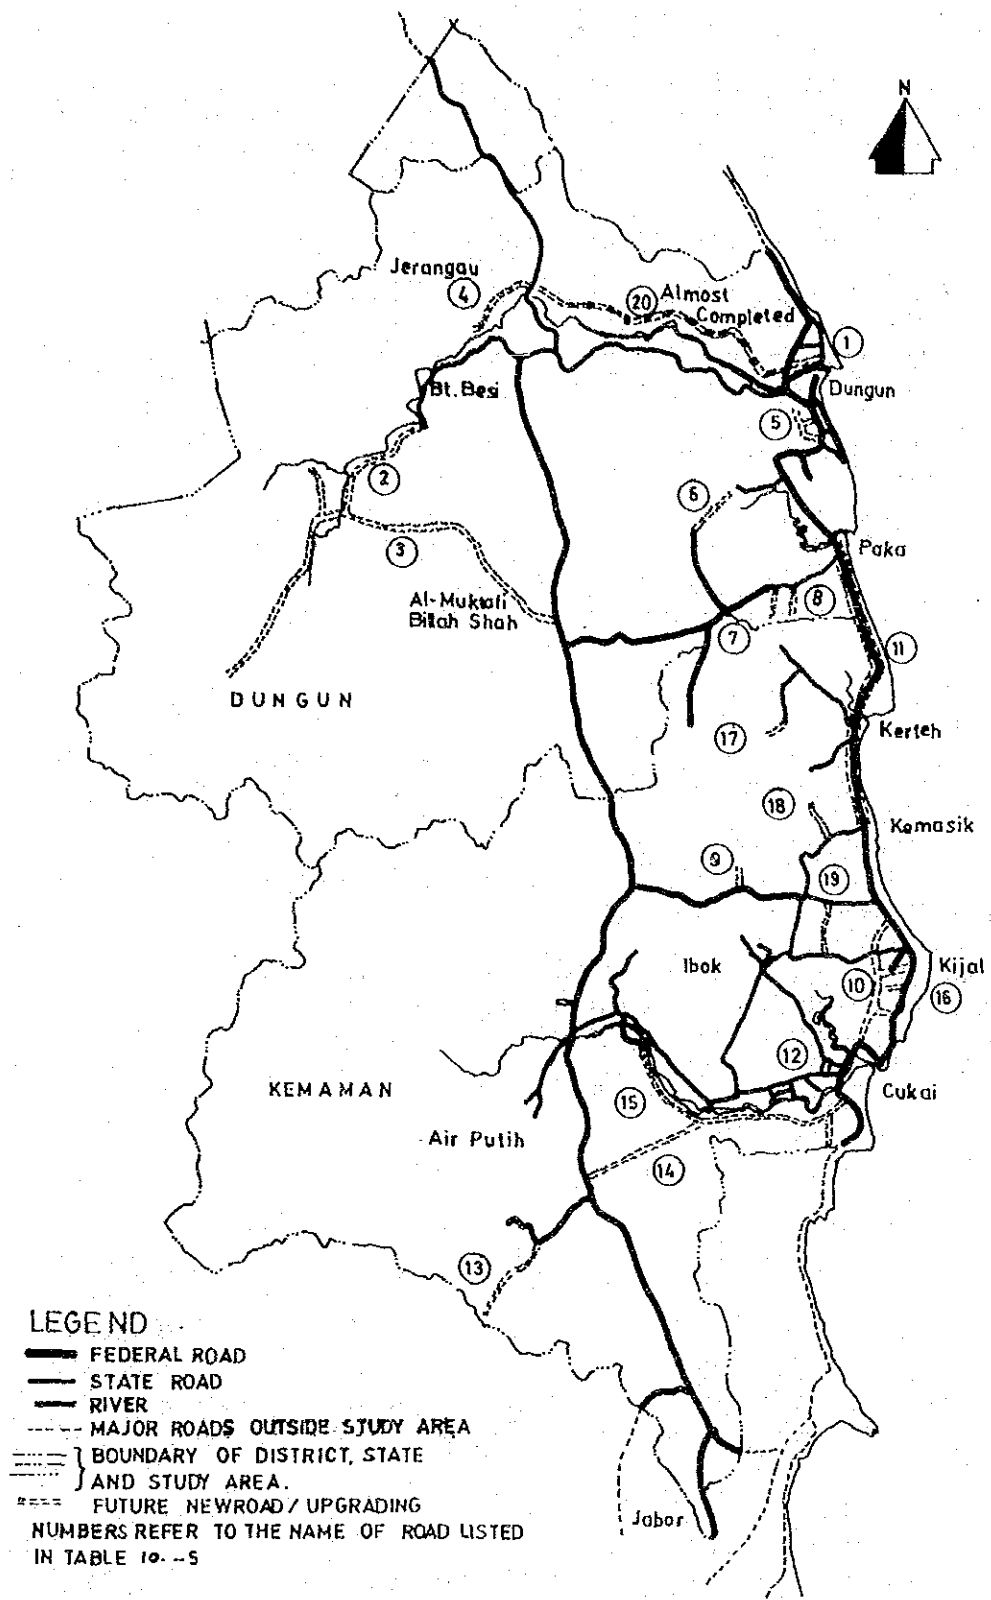 N
Jerangau
4
20
Almost
Completed
1
Bt. Besi
Dungun
5
2
6
3
Paka
Al-Muktafi
Billah Shah
8
7
11
DUNGUN
17
Kerteh
18
Kemasik
9
19
Ibok
Kijal
10
16
12
KEMAMAN
15
Cukai
Air Putih
14
13
LEGEND
FEDERAL ROAD
STATE ROAD
RIVER
MAJOR ROADS OUTSIDE STUDY AREA
BOUNDARY OF DISTRICT, STATE
AND STUDY AREA.
FUTURE NEWROAD/UPGRADING
NUMBERS REFER TO THE NAME OF ROAD LISTED
IN TABLE 10.--5
Jabor